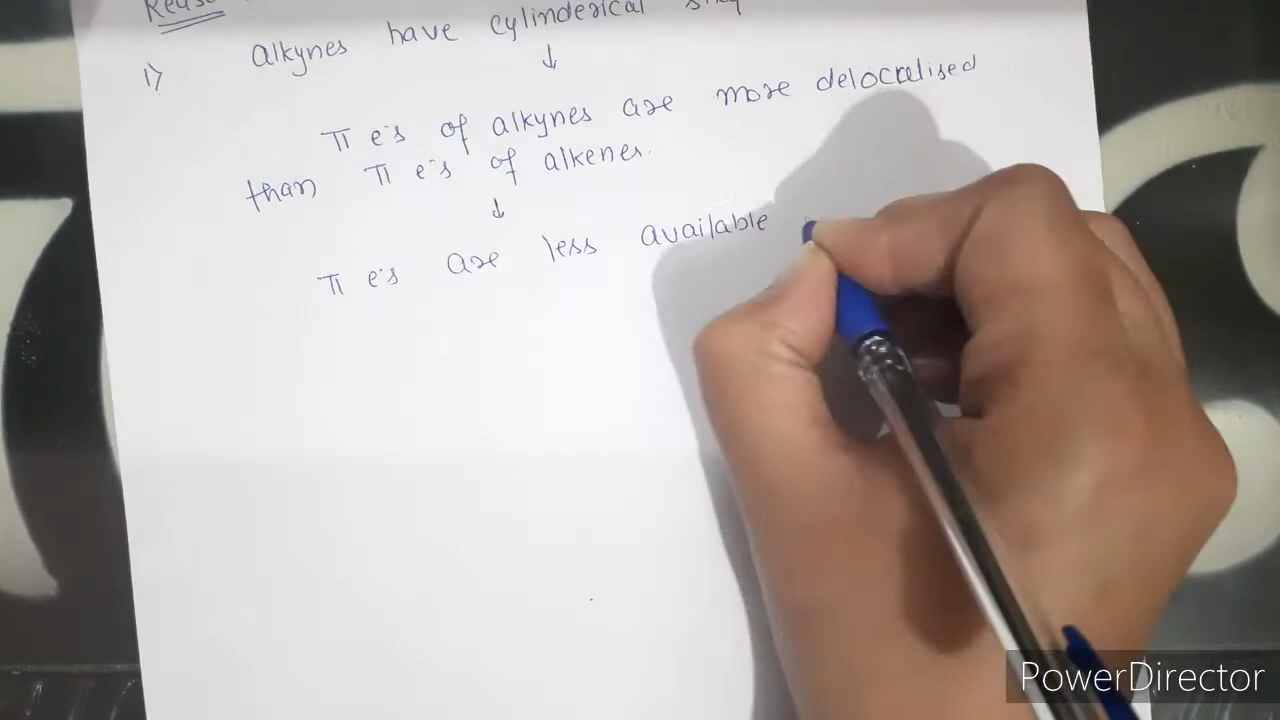 1)
alkynes have cylinderical
↓
π e⁻s of alkynes are more delocalised
than π e⁻s of alkenes.
↓
π e⁻s are less available
PowerDirector